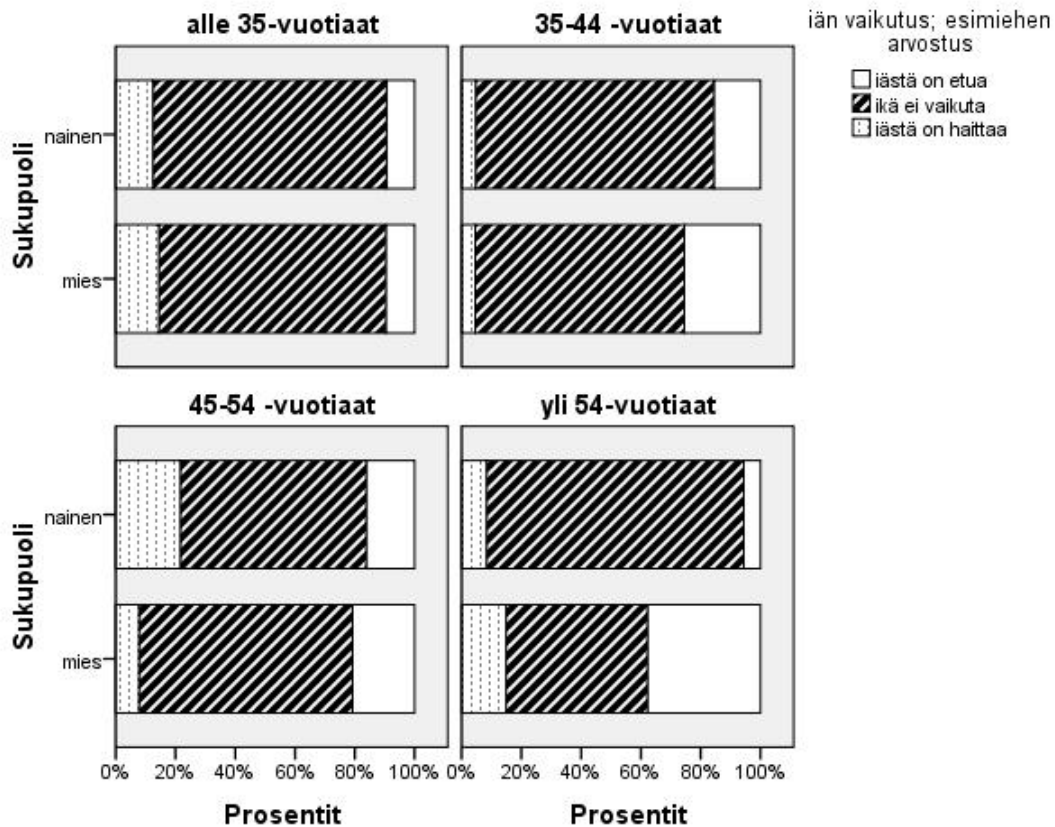 alle 35-vuotiaat
35-44 -vuotiaat
iän vaikutus; esimiehen
arvostus
iästä on etua
ikä ei vaikuta
iästä on haittaa
Sukupuoli
nainen
mies
45-54 -vuotiaat
yli 54-vuotiaat
Sukupuoli
nainen
mies
0% 20% 40% 60% 80% 100% 0% 20% 40% 60% 80% 100%
Prosentit
Prosentit